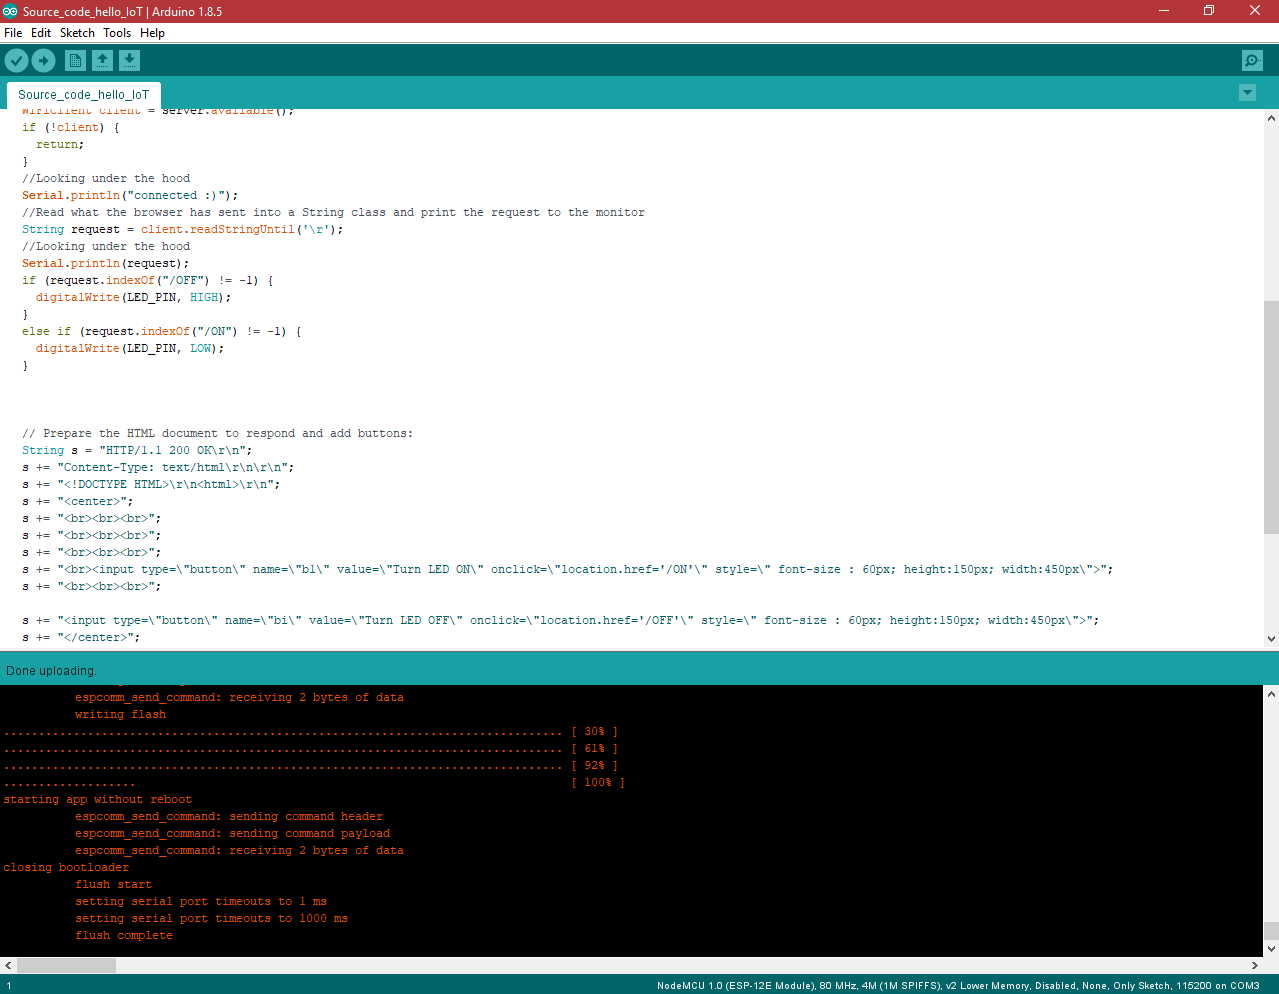 Source_code_hello_IoT | Arduino 1.8.5
File Edit Sketch Tools Help
Source_code_hello_IoT
WiFiClient client = server.available();
if (!client) {
return;
}
//Looking under the hood
Serial.println("connected :)");
//Read what the browser has sent into a String class and print the request to the monitor
String request = client.readStringUntil('\r');
//Looking under the hood
Serial.println(request);
if (request.indexOf("/OFF") != -1) {
digitalWrite(LED_PIN, HIGH);
}
else if (request.indexOf("/ON") != -1) {
digitalWrite(LED_PIN, LOW);
}
// Prepare the HTML document to respond and add buttons:
String s = "HTTP/1.1 200 OK\r\n";
s += "Content-Type: text/html\r\n\r\n";
s += "<!DOCTYPE HTML>\r\n<html>\r\n";
s += "<center>";
s += "<br><br><br>";
s += "<br><br><br>";
s += "<br><br><br>";
s += "<br><input type=\"button\" name=\"b1\" value=\"Turn LED ON\" onclick=\"location.href='/ON'\" style=\" font-size : 60px; height:150px; width:450px\">";
s += "<br><br><br>";
s += "<input type=\"button\" name=\"bi\" value=\"Turn LED OFF\" onclick=\"location.href='/OFF'\" style=\" font-size : 60px; height:150px; width:450px\">";
s += "</center>";
Done uploading.
espcomm_send_command: receiving 2 bytes of data
writing flash
................................................................................ [ 30% ]
................................................................................ [ 61% ]
................................................................................ [ 92% ]
................... [ 100% ]
starting app without reboot
espcomm_send_command: sending command header
espcomm_send_command: sending command payload
espcomm_send_command: receiving 2 bytes of data
closing bootloader
flush start
setting serial port timeouts to 1 ms
setting serial port timeouts to 1000 ms
flush complete
1 NodeMCU 1.0 (ESP-12E Module), 80 MHz, 4M (1M SPIFFS), v2 Lower Memory, Disabled, None, Only Sketch, 115200 on COM3